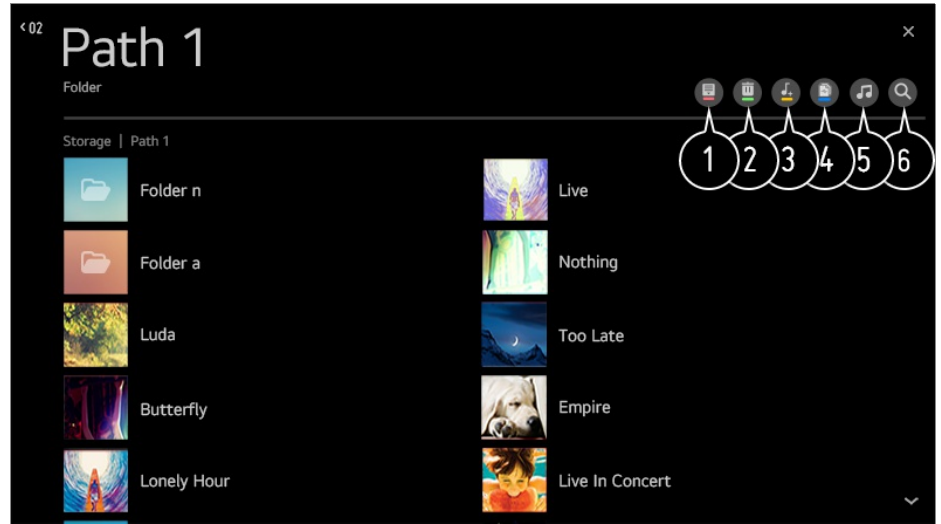 <02
Path 1
Folder
1 2 3 4 5 6
Storage | Path 1
Folder n
Live
Folder a
Nothing
Luda
Too Late
Butterfly
Empire
Lonely Hour
Live In Concert